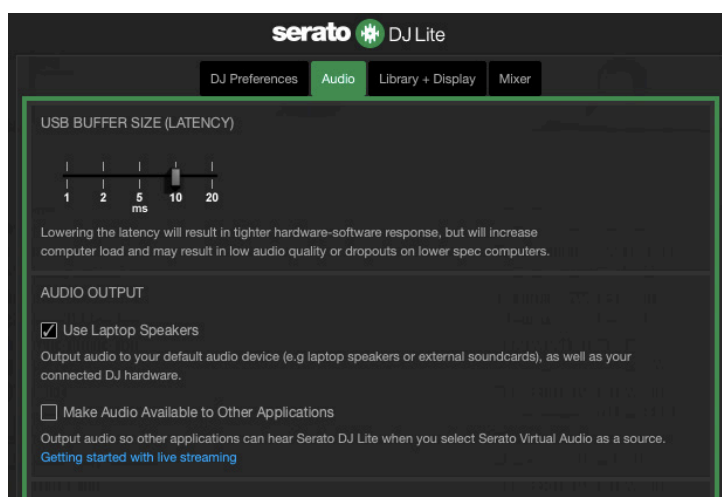 serato DJ Lite
DJ Preferences Audio Library + Display Mixer
USB BUFFER SIZE (LATENCY)
1 2 5 10 20
ms
Lowering the latency will result in tighter hardware-software response, but will increase
computer load and may result in low audio quality or dropouts on lower spec computers.
AUDIO OUTPUT
Use Laptop Speakers
Output audio to your default audio device (e.g laptop speakers or external soundcards), as well as your
connected DJ hardware.
Make Audio Available to Other Applications
Output audio so other applications can hear Serato DJ Lite when you select Serato Virtual Audio as a source.
Getting started with live streaming